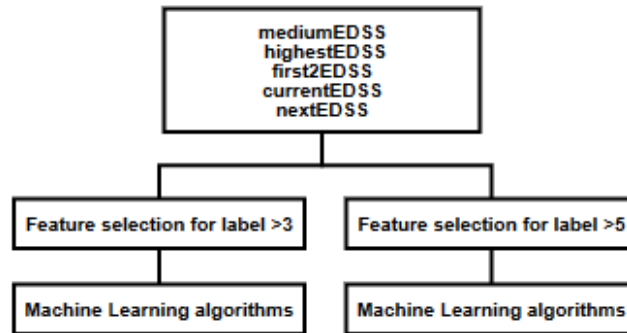 mediumEDSS
highestEDSS
first2EDSS
currentEDSS
nextEDSS
Feature selection for label >3
Feature selection for label >5
Machine Learning algorithms
Machine Learning algorithms